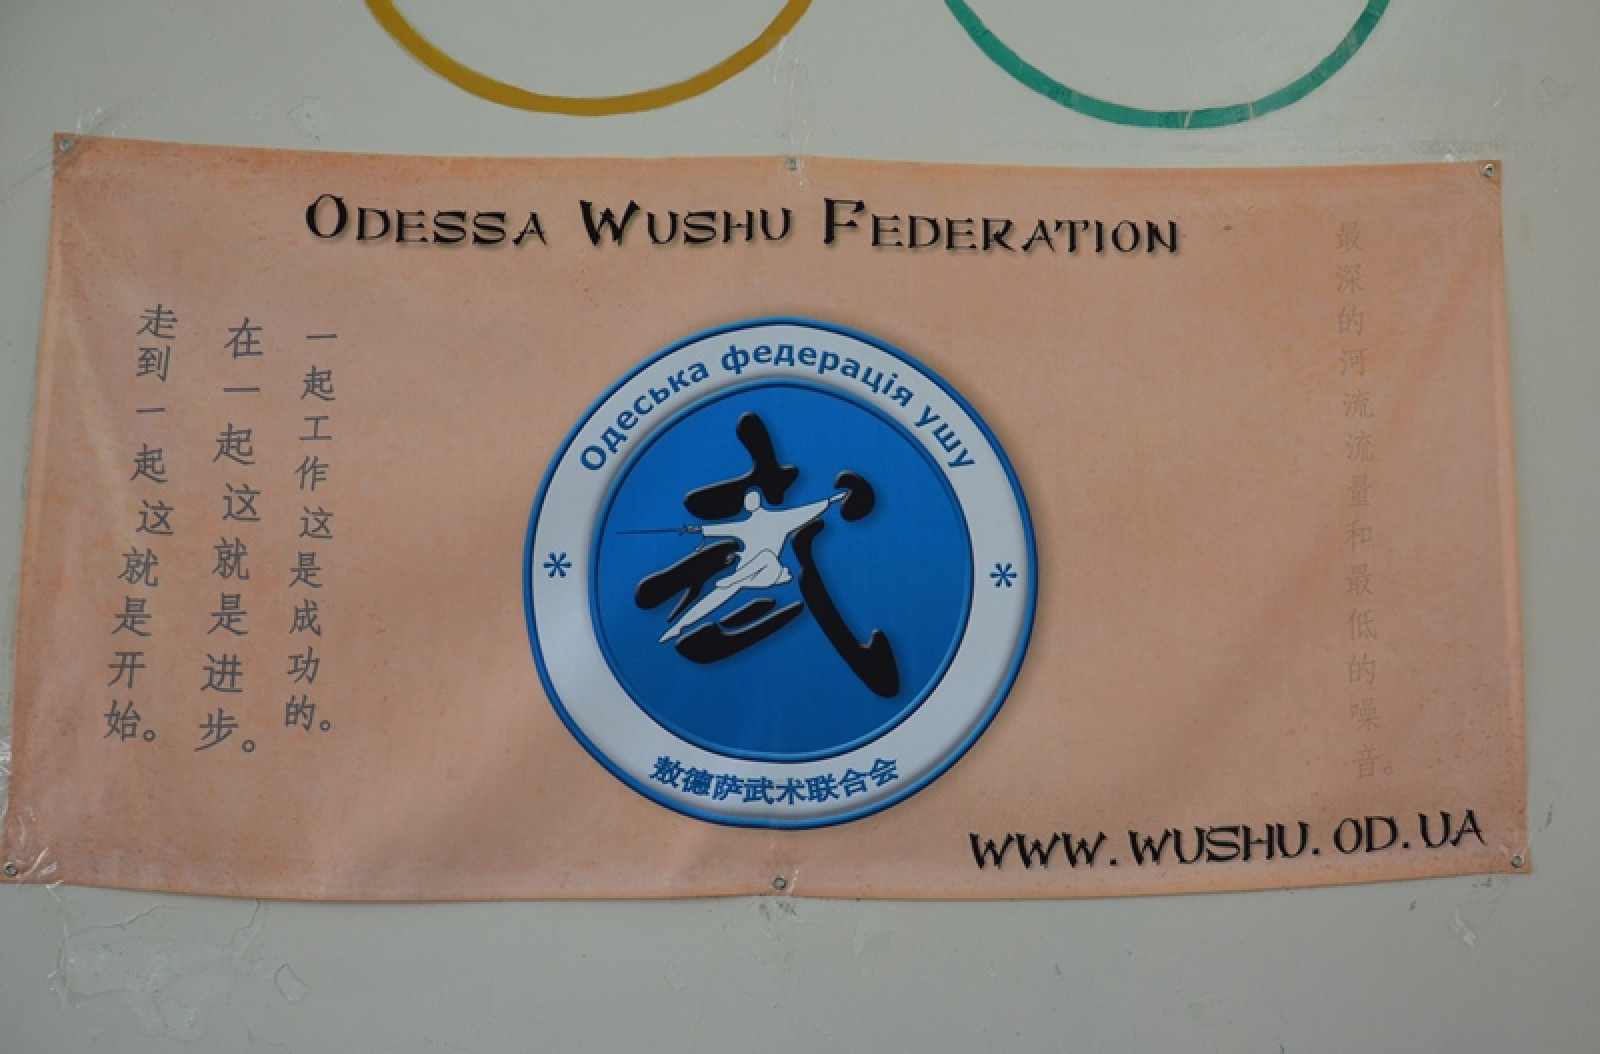 Odessa Wushu Federation
走到一起这就是开始。
在一起这就是进步。
一起工作这是成功的。
Одеська федерація ушу
武
敖德萨武术联合会
最深的河流流量和最低的噪音。
www.wushu.od.ua